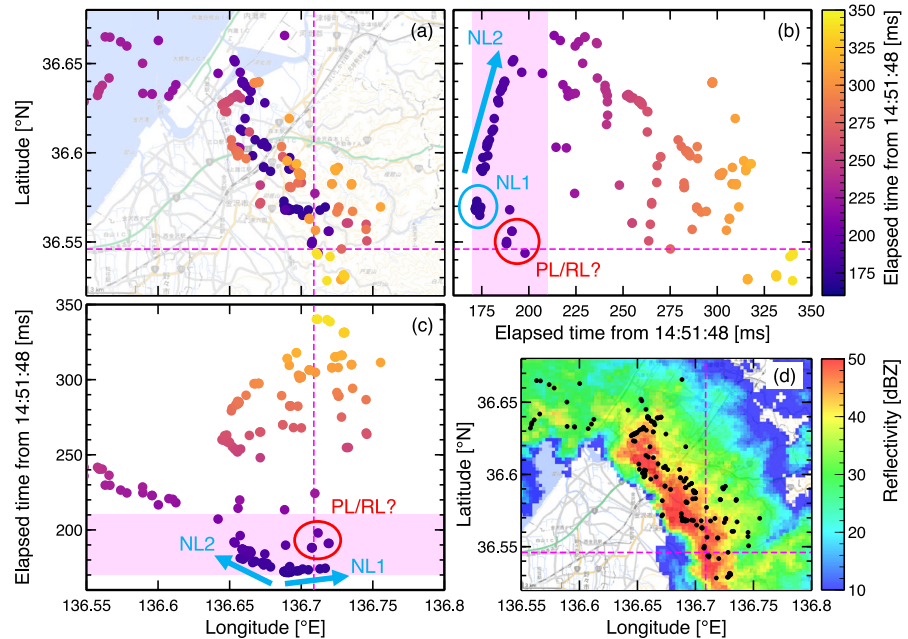 (a)
36.65
36.6
36.55
Latitude [°N]
(b)
NL2
NL1
PL/RL?
175
200
225
250
275
300
325
350
Elapsed time from 14:51:48 [ms]
350
325
300
275
250
225
200
175
Elapsed time from 14:51:48 [ms]
(c)
350
300
250
200
Elapsed time from 14:51:48 [ms]
PL/RL?
NL2
NL1
136.55
136.6
136.65
136.7
136.75
136.8
Longitude [°E]
(d)
36.65
36.6
36.55
Latitude [°N]
136.55
136.6
136.65
136.7
136.75
136.8
Longitude [°E]
50
40
30
20
10
Reflectivity [dBZ]